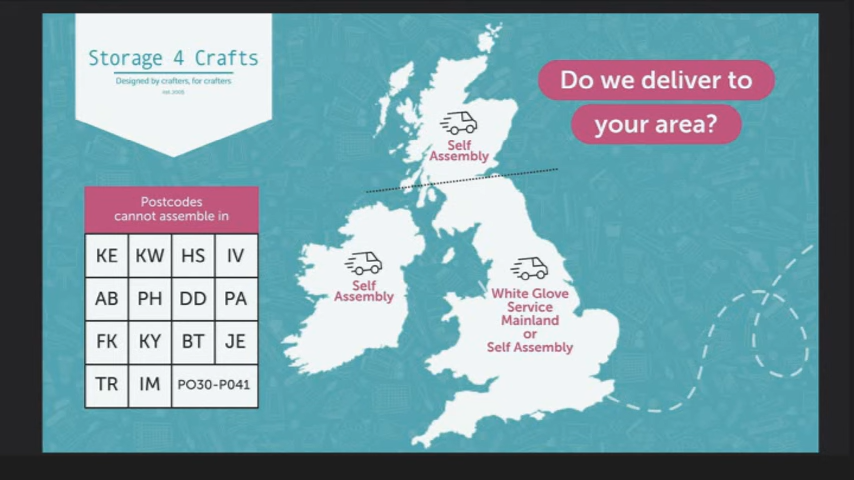 Storage 4 Crafts
Designed by crafters, for crafters
est. 2005
Do we deliver to
your area?
Postcodes
cannot assemble in
KE KW HS IV
AB PH DD PA
FK KY BT JE
TR IM PO30-PO41
Self
Assembly
Self
Assembly
White Glove
Service
Mainland
or
Self Assembly